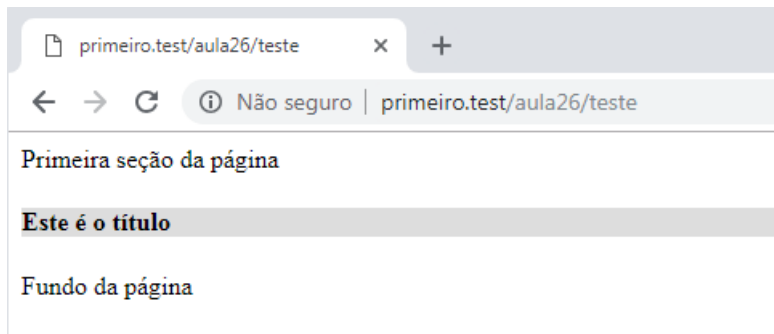 primeiro.test/aula26/teste
Não seguro | primeiro.test/aula26/teste
Primeira seção da página
Este é o título
Fundo da página